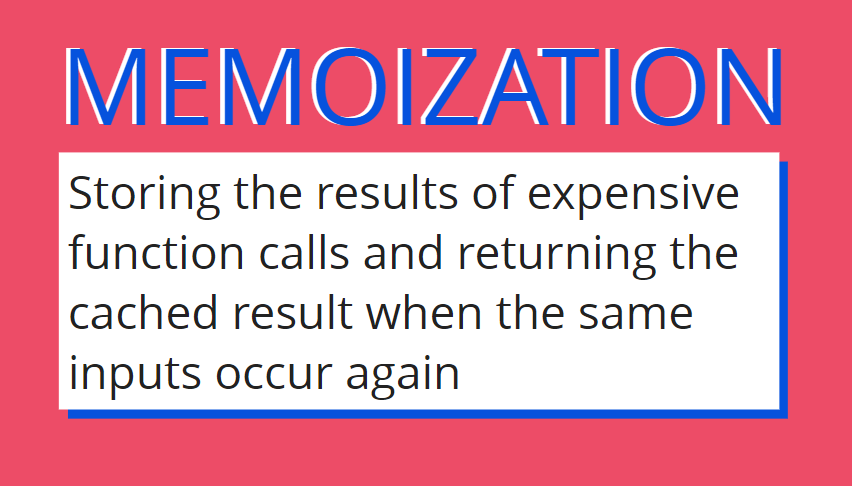 MEMOIZATION
Storing the results of expensive
function calls and returning the
cached result when the same
inputs occur again